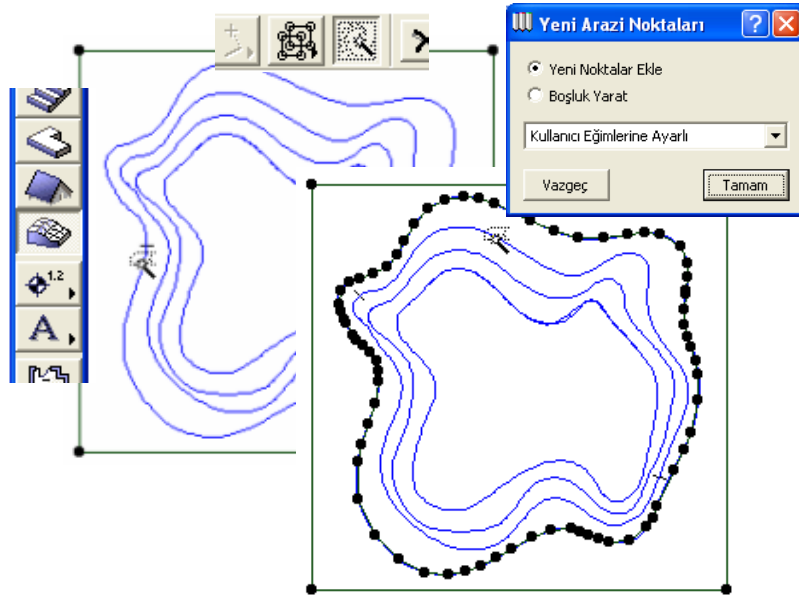 Yeni Arazi Noktaları
Yeni Noktalar Ekle
Boşluk Yarat
Kullanıcı Eğimlerine Ayarlı
Vazgeç
Tamam
1.2
A